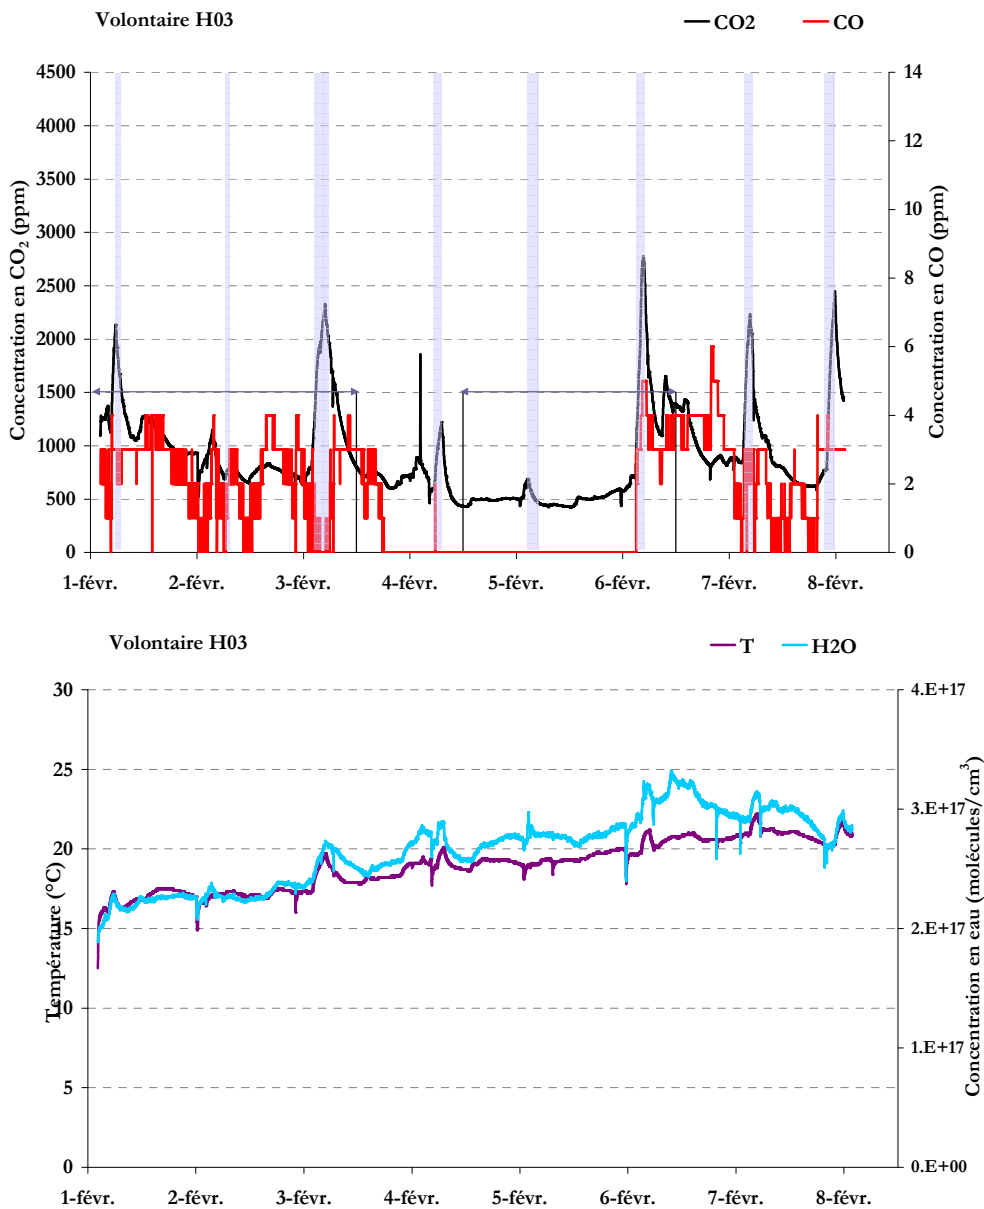 Volontaire H03
CO2
CO
4500
4000
3500
3000
2500
2000
1500
1000
500
0
Concentration en CO2 (ppm)
14
12
10
8
6
4
2
0
Concentration en CO (ppm)
1-févr.
2-févr.
3-févr.
4-févr.
5-févr.
6-févr.
7-févr.
8-févr.
Volontaire H03
T
H2O
30
25
20
15
10
5
0
Température (°C)
4.E+17
3.E+17
2.E+17
1.E+17
0.E+00
Concentration en eau (molécules/cm³)
1-févr.
2-févr.
3-févr.
4-févr.
5-févr.
6-févr.
7-févr.
8-févr.